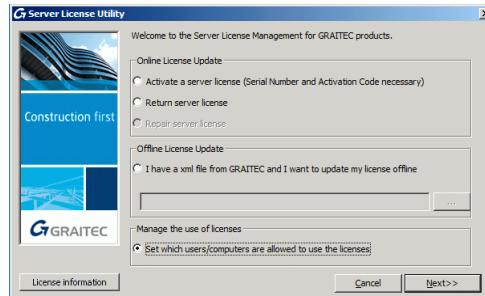 Server License Utility
Welcome to the Server License Management for GRAITEC products.
Online License Update
Activate a server license (Serial Number and Activation Code necessary)
Return server license
Repair server license
Construction first
Offline License Update
I have a xml file from GRAITEC and I want to update my license offline
...
GRAITEC
Manage the use of licenses
Set which users/computers are allowed to use the licenses
License information
Cancel
Next>>